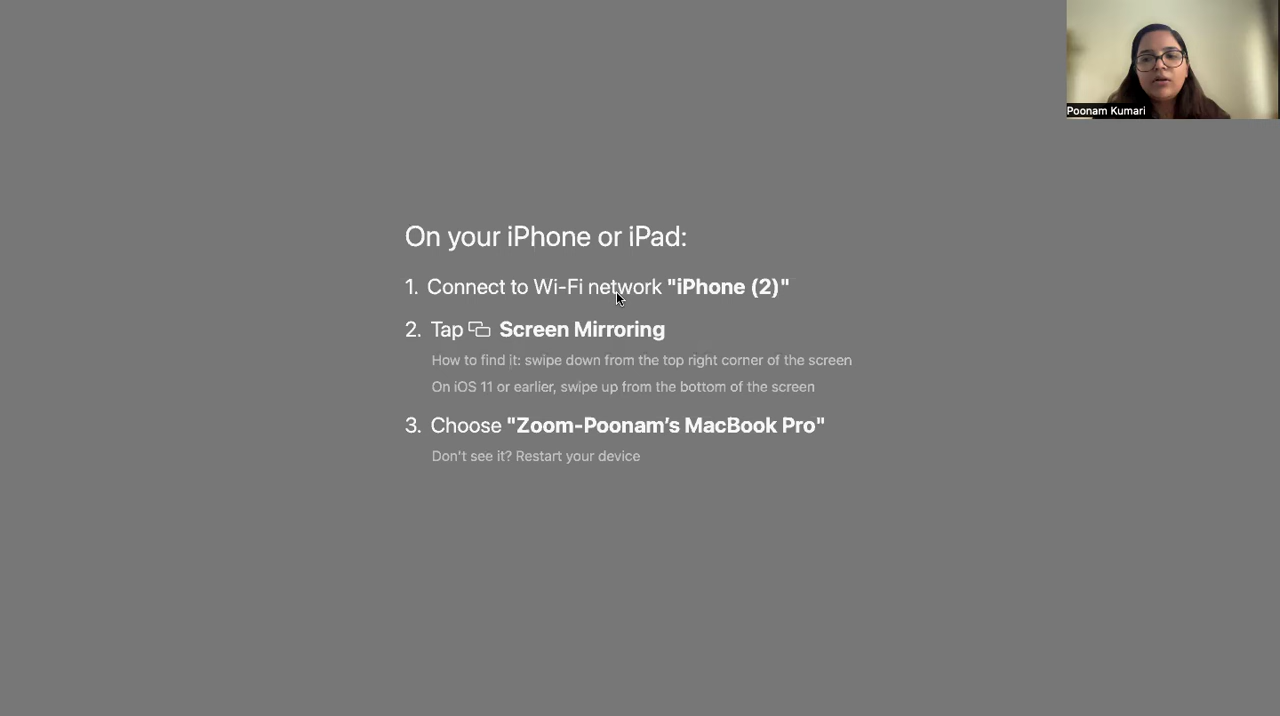 Poonam Kumari
On your iPhone or iPad:
1. Connect to Wi-Fi network "iPhone (2)"
2. Tap Screen Mirroring
How to find it: swipe down from the top right corner of the screen
On iOS 11 or earlier, swipe up from the bottom of the screen
3. Choose "Zoom-Poonam’s MacBook Pro"
Don't see it? Restart your device